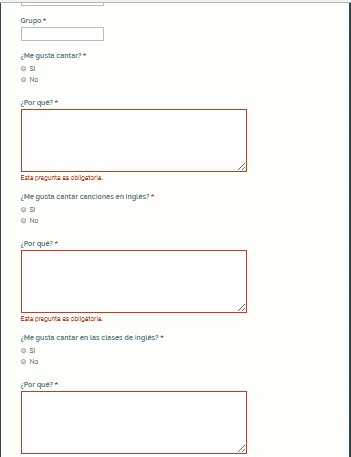 Grupo *
¿Me gusta cantar? *
Sí
No
¿Por qué? *
Esta pregunta es obligatoria.
¿Me gusta cantar canciones en inglés? *
Sí
No
¿Por qué? *
Esta pregunta es obligatoria.
¿Me gusta cantar en las clases de inglés? *
Sí
No
¿Por qué? *